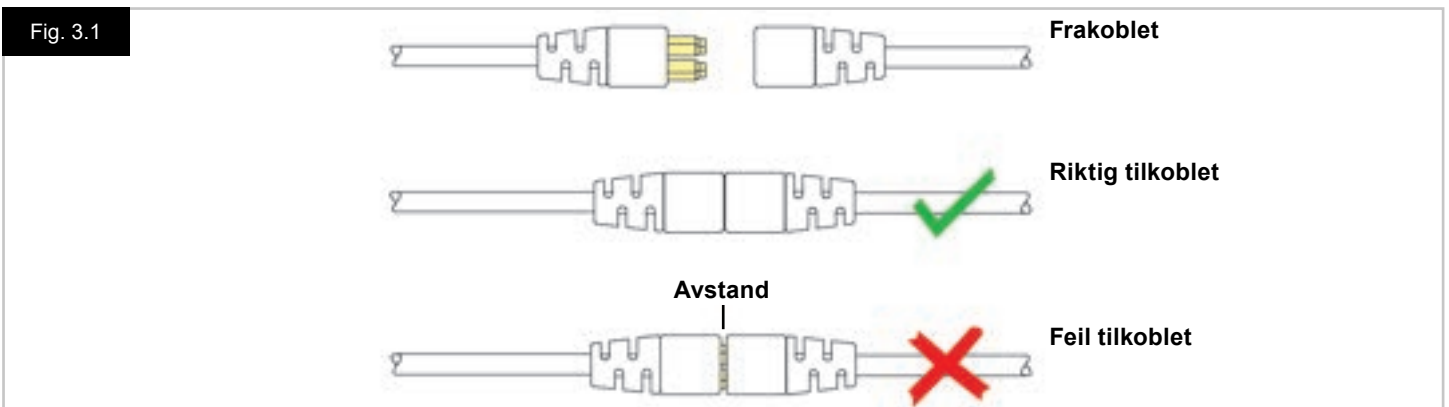 Fig. 3.1
Frakoblet
Riktig tilkoblet
Avstand
Feil tilkoblet